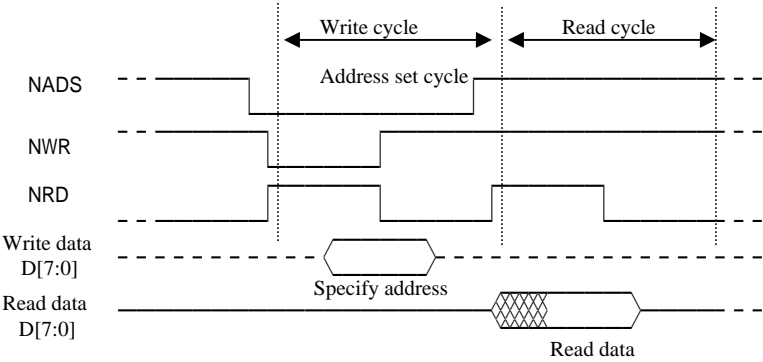 Write cycle
Read cycle
NADS
Address set cycle
NWR
NRD
Write data
D[7:0]
Specify address
Read data
D[7:0]
Read data